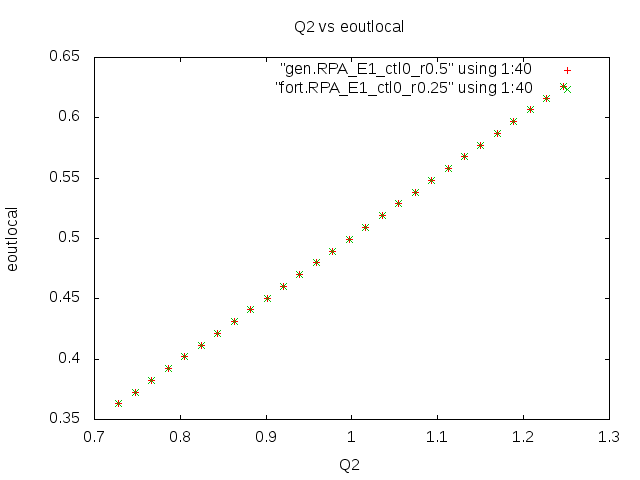 Q2 vs eoutlocal
"gen.RPA_E1_ctl0_r0.5" using 1:40
"fort.RPA_E1_ctl0_r0.25" using 1:40
0.65
0.6
0.55
0.5
0.45
0.4
0.35
eoutlocal
0.7 0.8 0.9 1 1.1 1.2 1.3
Q2